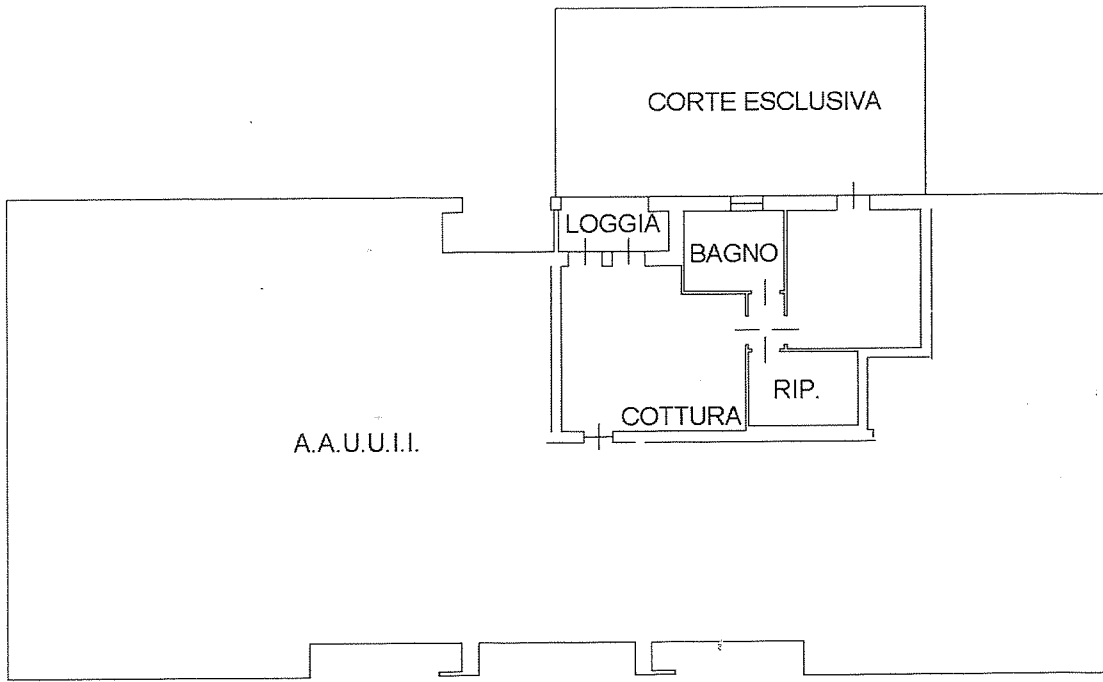 CORTE ESCLUSIVA
LOGGIA
BAGNO
RIP.
COTTURA
A.A.U.U.I.I.